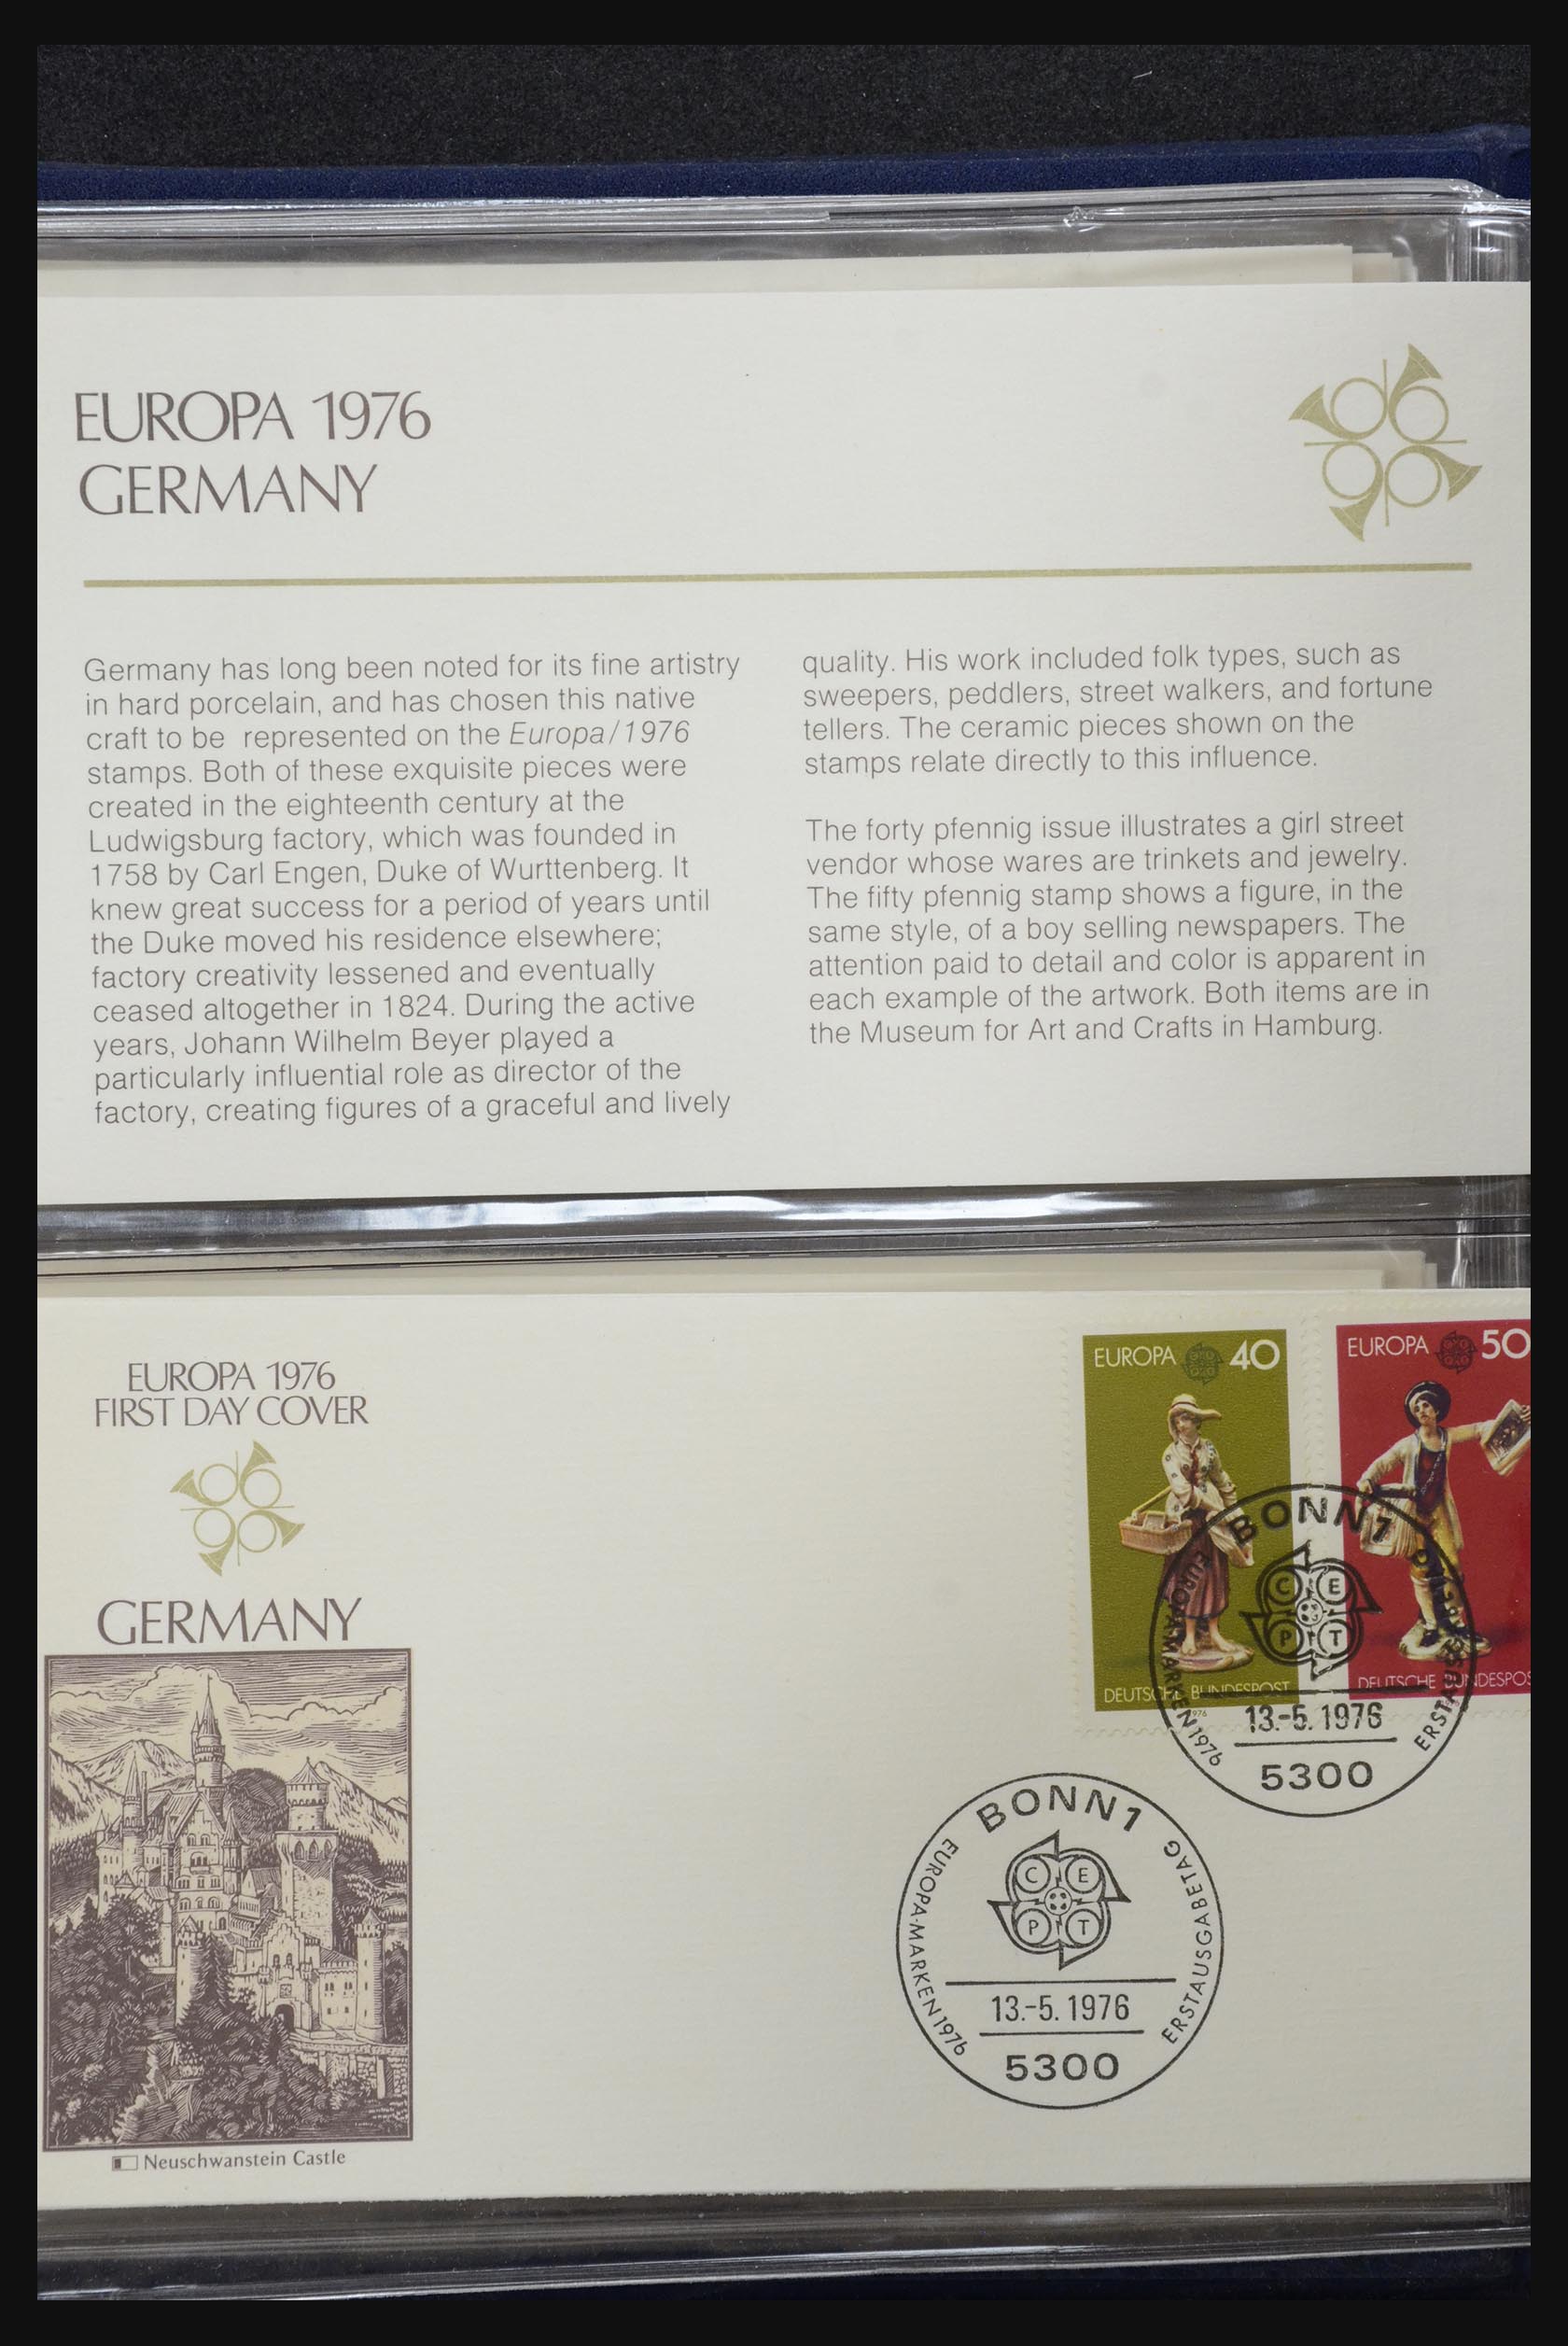 EUROPA 1976
GERMANY
Germany has long been noted for its fine artistry
in hard porcelain, and has chosen this native
craft to be represented on the Europa/1976
stamps. Both of these exquisite pieces were
created in the eighteenth century at the
Ludwigsburg factory, which was founded in
1758 by Carl Engen, Duke of Wurttenberg. It
knew great success for a period of years until
the Duke moved his residence elsewhere;
factory creativity lessened and eventually
ceased altogether in 1824. During the active
years, Johann Wilhelm Beyer played a
particularly influential role as director of the
factory, creating figures of a graceful and lively
quality. His work included folk types, such as
sweepers, peddlers, street walkers, and fortune
tellers. The ceramic pieces shown on the
stamps relate directly to this influence.
The forty pfennig issue illustrates a girl street
vendor whose wares are trinkets and jewelry.
The fifty pfennig stamp shows a figure, in the
same style, of a boy selling newspapers. The
attention paid to detail and color is apparent in
each example of the artwork. Both items are in
the Museum for Art and Crafts in Hamburg.
EUROPA 1976
FIRST DAY COVER
GERMANY
Neuschwanstein Castle
EUROPA 40
DEUTSCHE BUNDESPOST
EUROPA 50
DEUTSCHE BUNDESPOS
BONN 1
C E
P T
EUROPA-MARKEN 1976
13.-5. 1976
5300
BONN 1
C E
P T
EUROPA-MARKEN 1976
ERSTAUSGABETAG
13.-5. 1976
5300